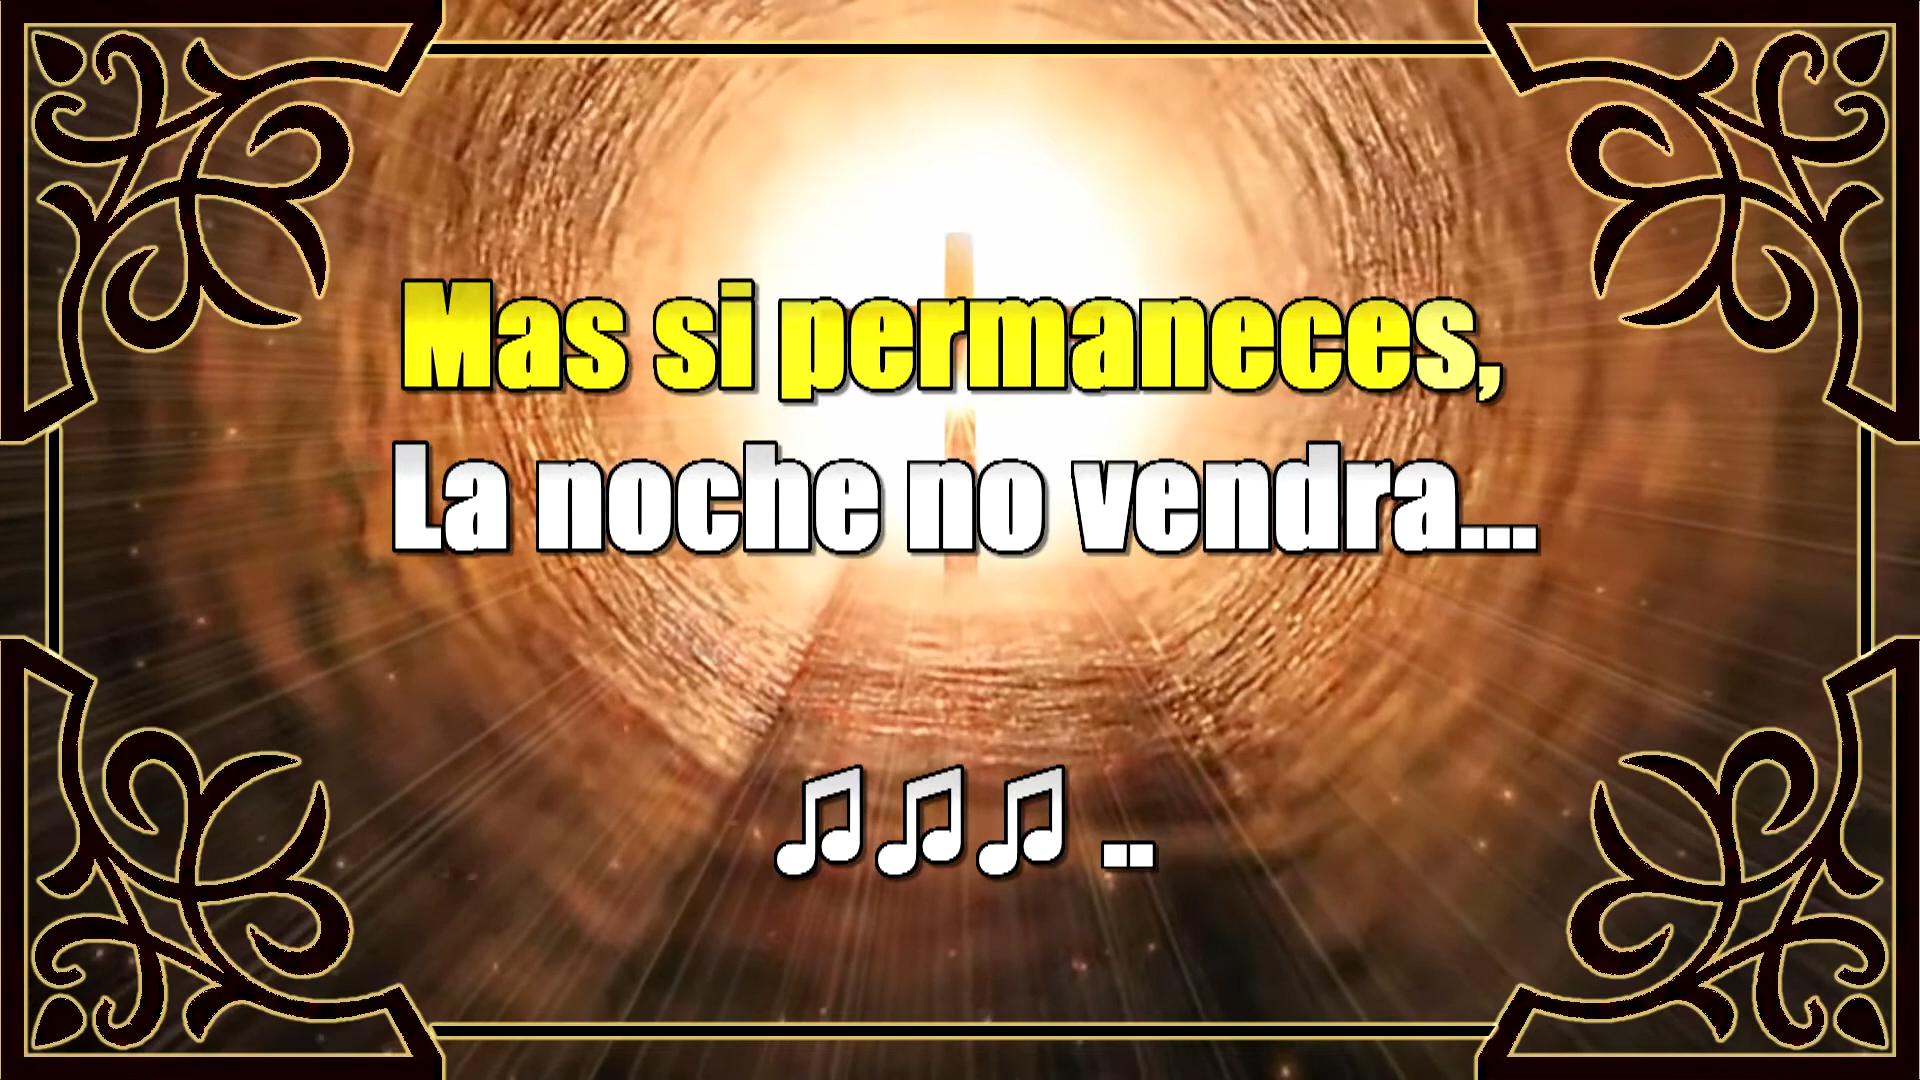 Mas si permaneces,
La noche no vendra...
♫♫♫ ..